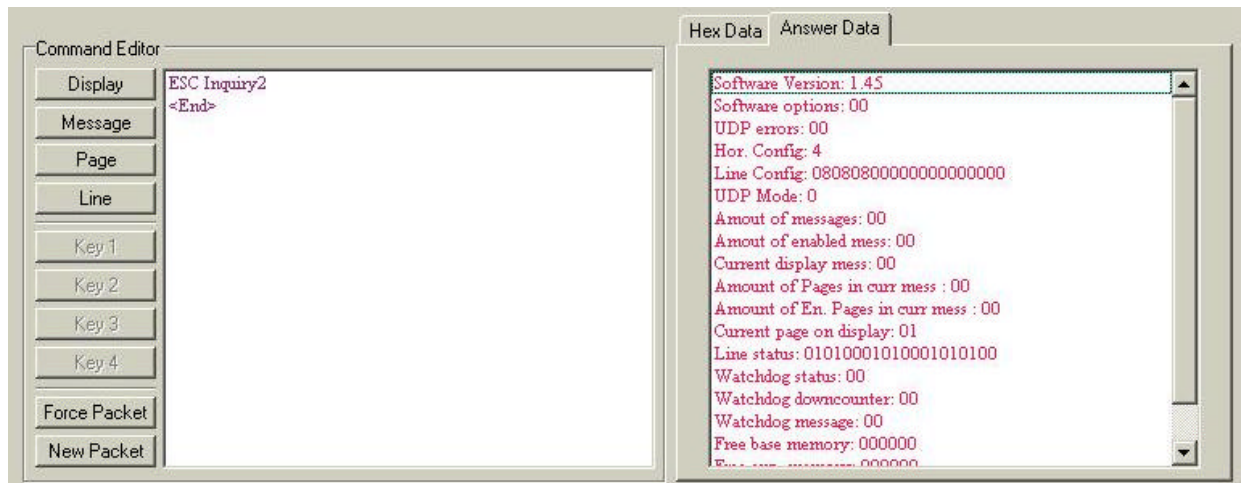 Command Editor
Display
Message
Page
Line
Key 1
Key 2
Key 3
Key 4
Force Packet
New Packet
ESC Inquiry2
<End>
Hex Data
Answer Data
Software Version: 1.45
Software options: 00
UDP errors: 00
Hor. Config: 4
Line Config: 08080800000000000000
UDP Mode: 0
Amout of messages: 00
Amout of enabled mess: 00
Current display mess: 00
Amount of Pages in curr mess : 00
Amount of En. Pages in curr mess : 00
Current page on display: 01
Line status: 01010001010001010100
Watchdog status: 00
Watchdog downcounter: 00
Watchdog message: 00
Free base memory: 000000